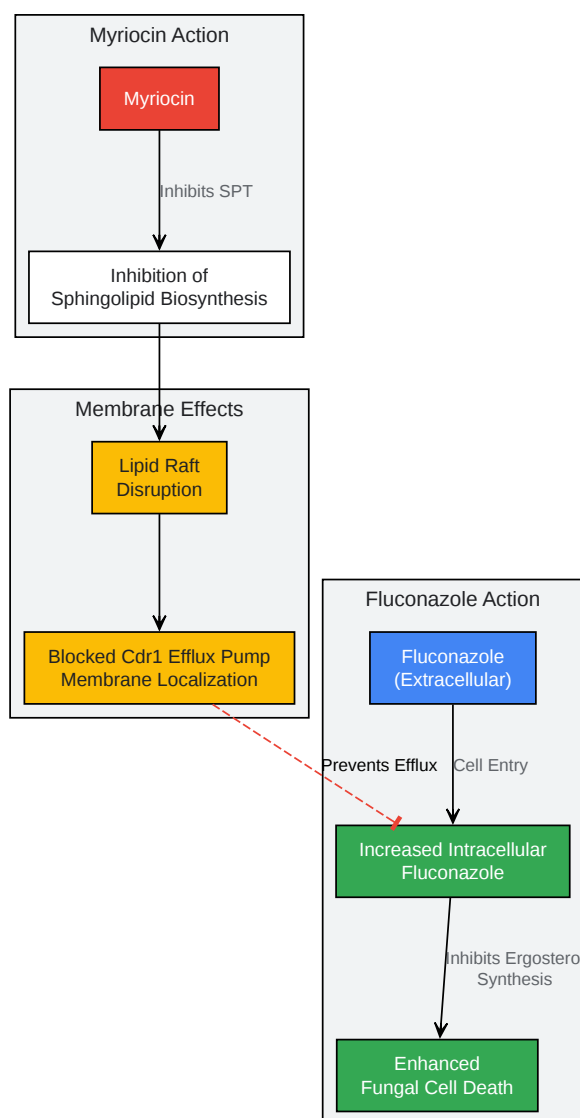 Myriocin Action
Myriocin
Inhibits SPT
Inhibition of
Sphingolipid Biosynthesis
Membrane Effects
Lipid Raft
Disruption
Blocked Cdr1 Efflux Pump
Membrane Localization
Fluconazole Action
Fluconazole
(Extracellular)
Prevents Efflux
Cell Entry
Increased Intracellular
Fluconazole
Inhibits Ergostero
Synthesis
Enhanced
Fungal Cell Death